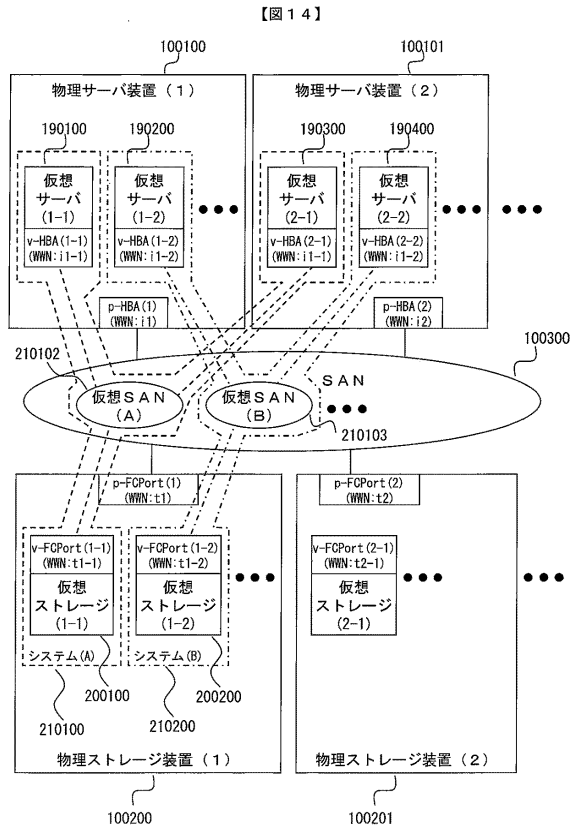 【図１４】
100100
100101
物理サーバ装置（１）
物理サーバ装置（２）
190100
190200
190300
190400
仮想
サーバ
(1-1)
v-HBA(1-1)
(WWN:i1-1)
仮想
サーバ
(1-2)
v-HBA(1-2)
(WWN:i1-2)
●●●
仮想
サーバ
(2-1)
v-HBA(2-1)
(WWN:i1-1)
仮想
サーバ
(2-2)
v-HBA(2-2)
(WWN:i1-2)
●●● ●●●
p-HBA(1)
(WWN:i1)
p-HBA(2)
(WWN:i2)
210102
100300
ＳＡＮ
仮想ＳＡＮ
(A)
仮想ＳＡＮ
(B)
●●●
210103
p-FCPort(1)
(WWN:t1)
p-FCPort(2)
(WWN:t2)
v-FCPort(1-1)
(WWN:t1-1)
仮想
ストレージ
(1-1)
v-FCPort(1-2)
(WWN:t1-2)
仮想
ストレージ
(1-2)
●●●
v-FCPort(2-1)
(WWN:t2-1)
仮想
ストレージ
(2-1)
●●● ●●●
システム(A)
システム(B)
200100
200200
210100
210200
物理ストレージ装置（１）
物理ストレージ装置（２）
100200
100201